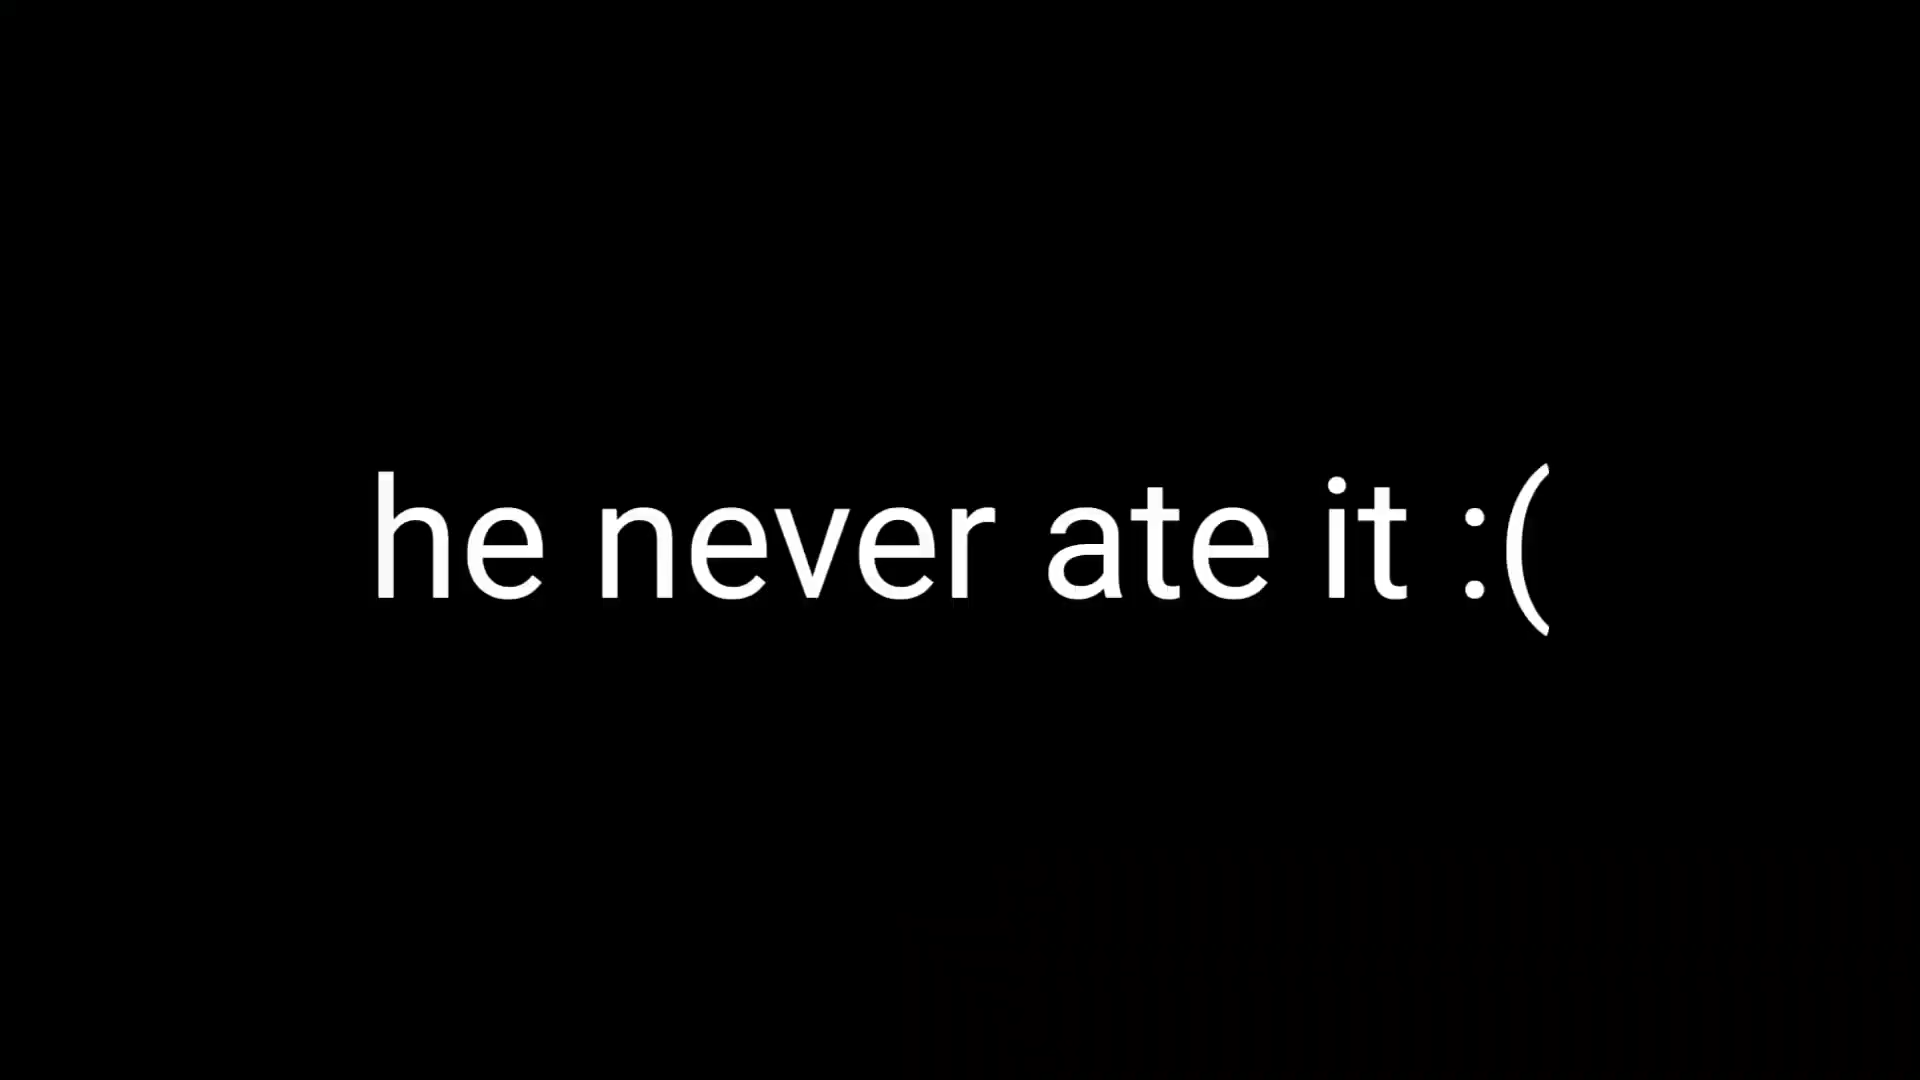 he never ate it :(